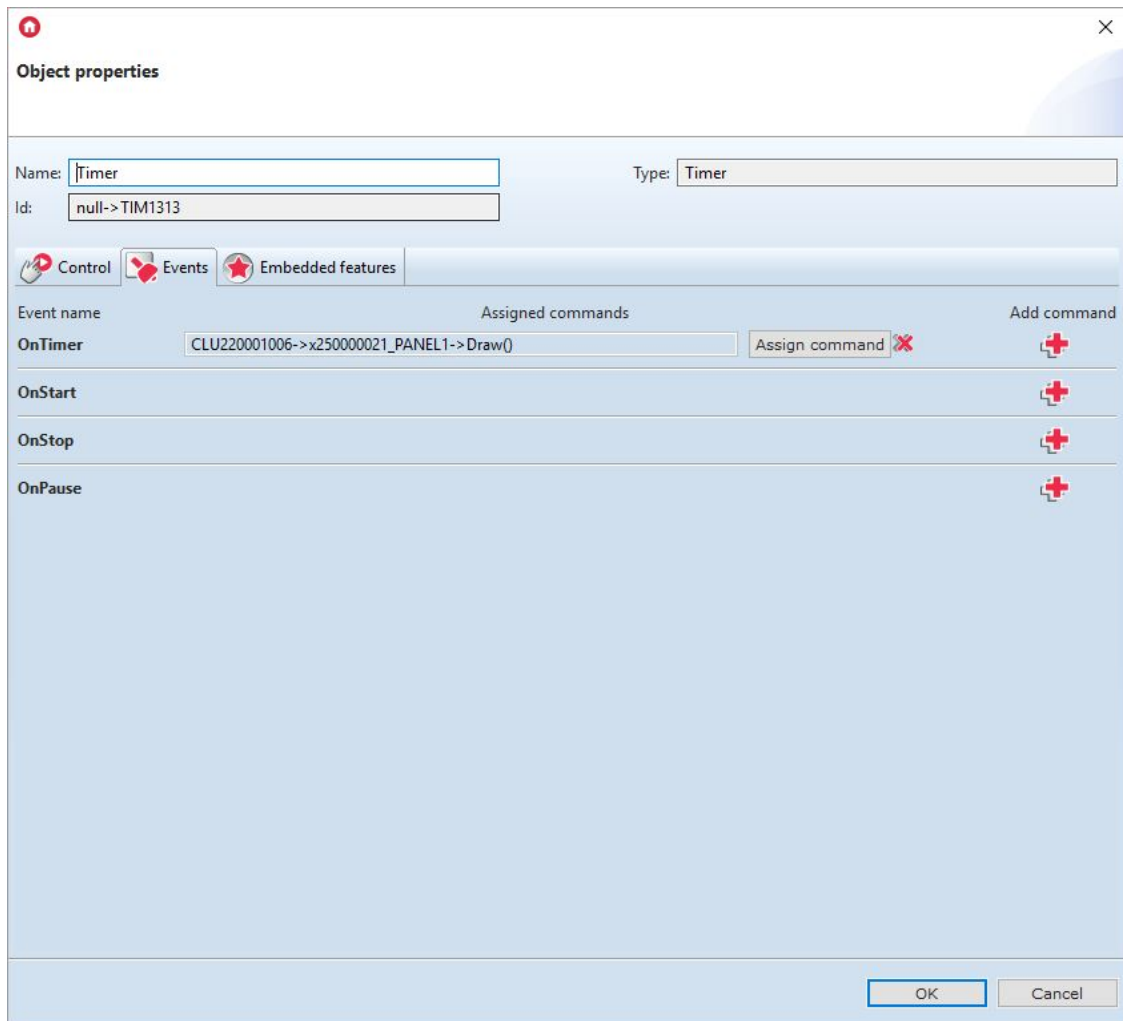 Object properties
Name: Timer Type: Timer
Id: null->TIM1313
Control Events Embedded features
Event name Assigned commands Add command
OnTimer CLU220001006->x250000021_PANEL1->Draw() Assign command
OnStart
OnStop
OnPause
OK Cancel